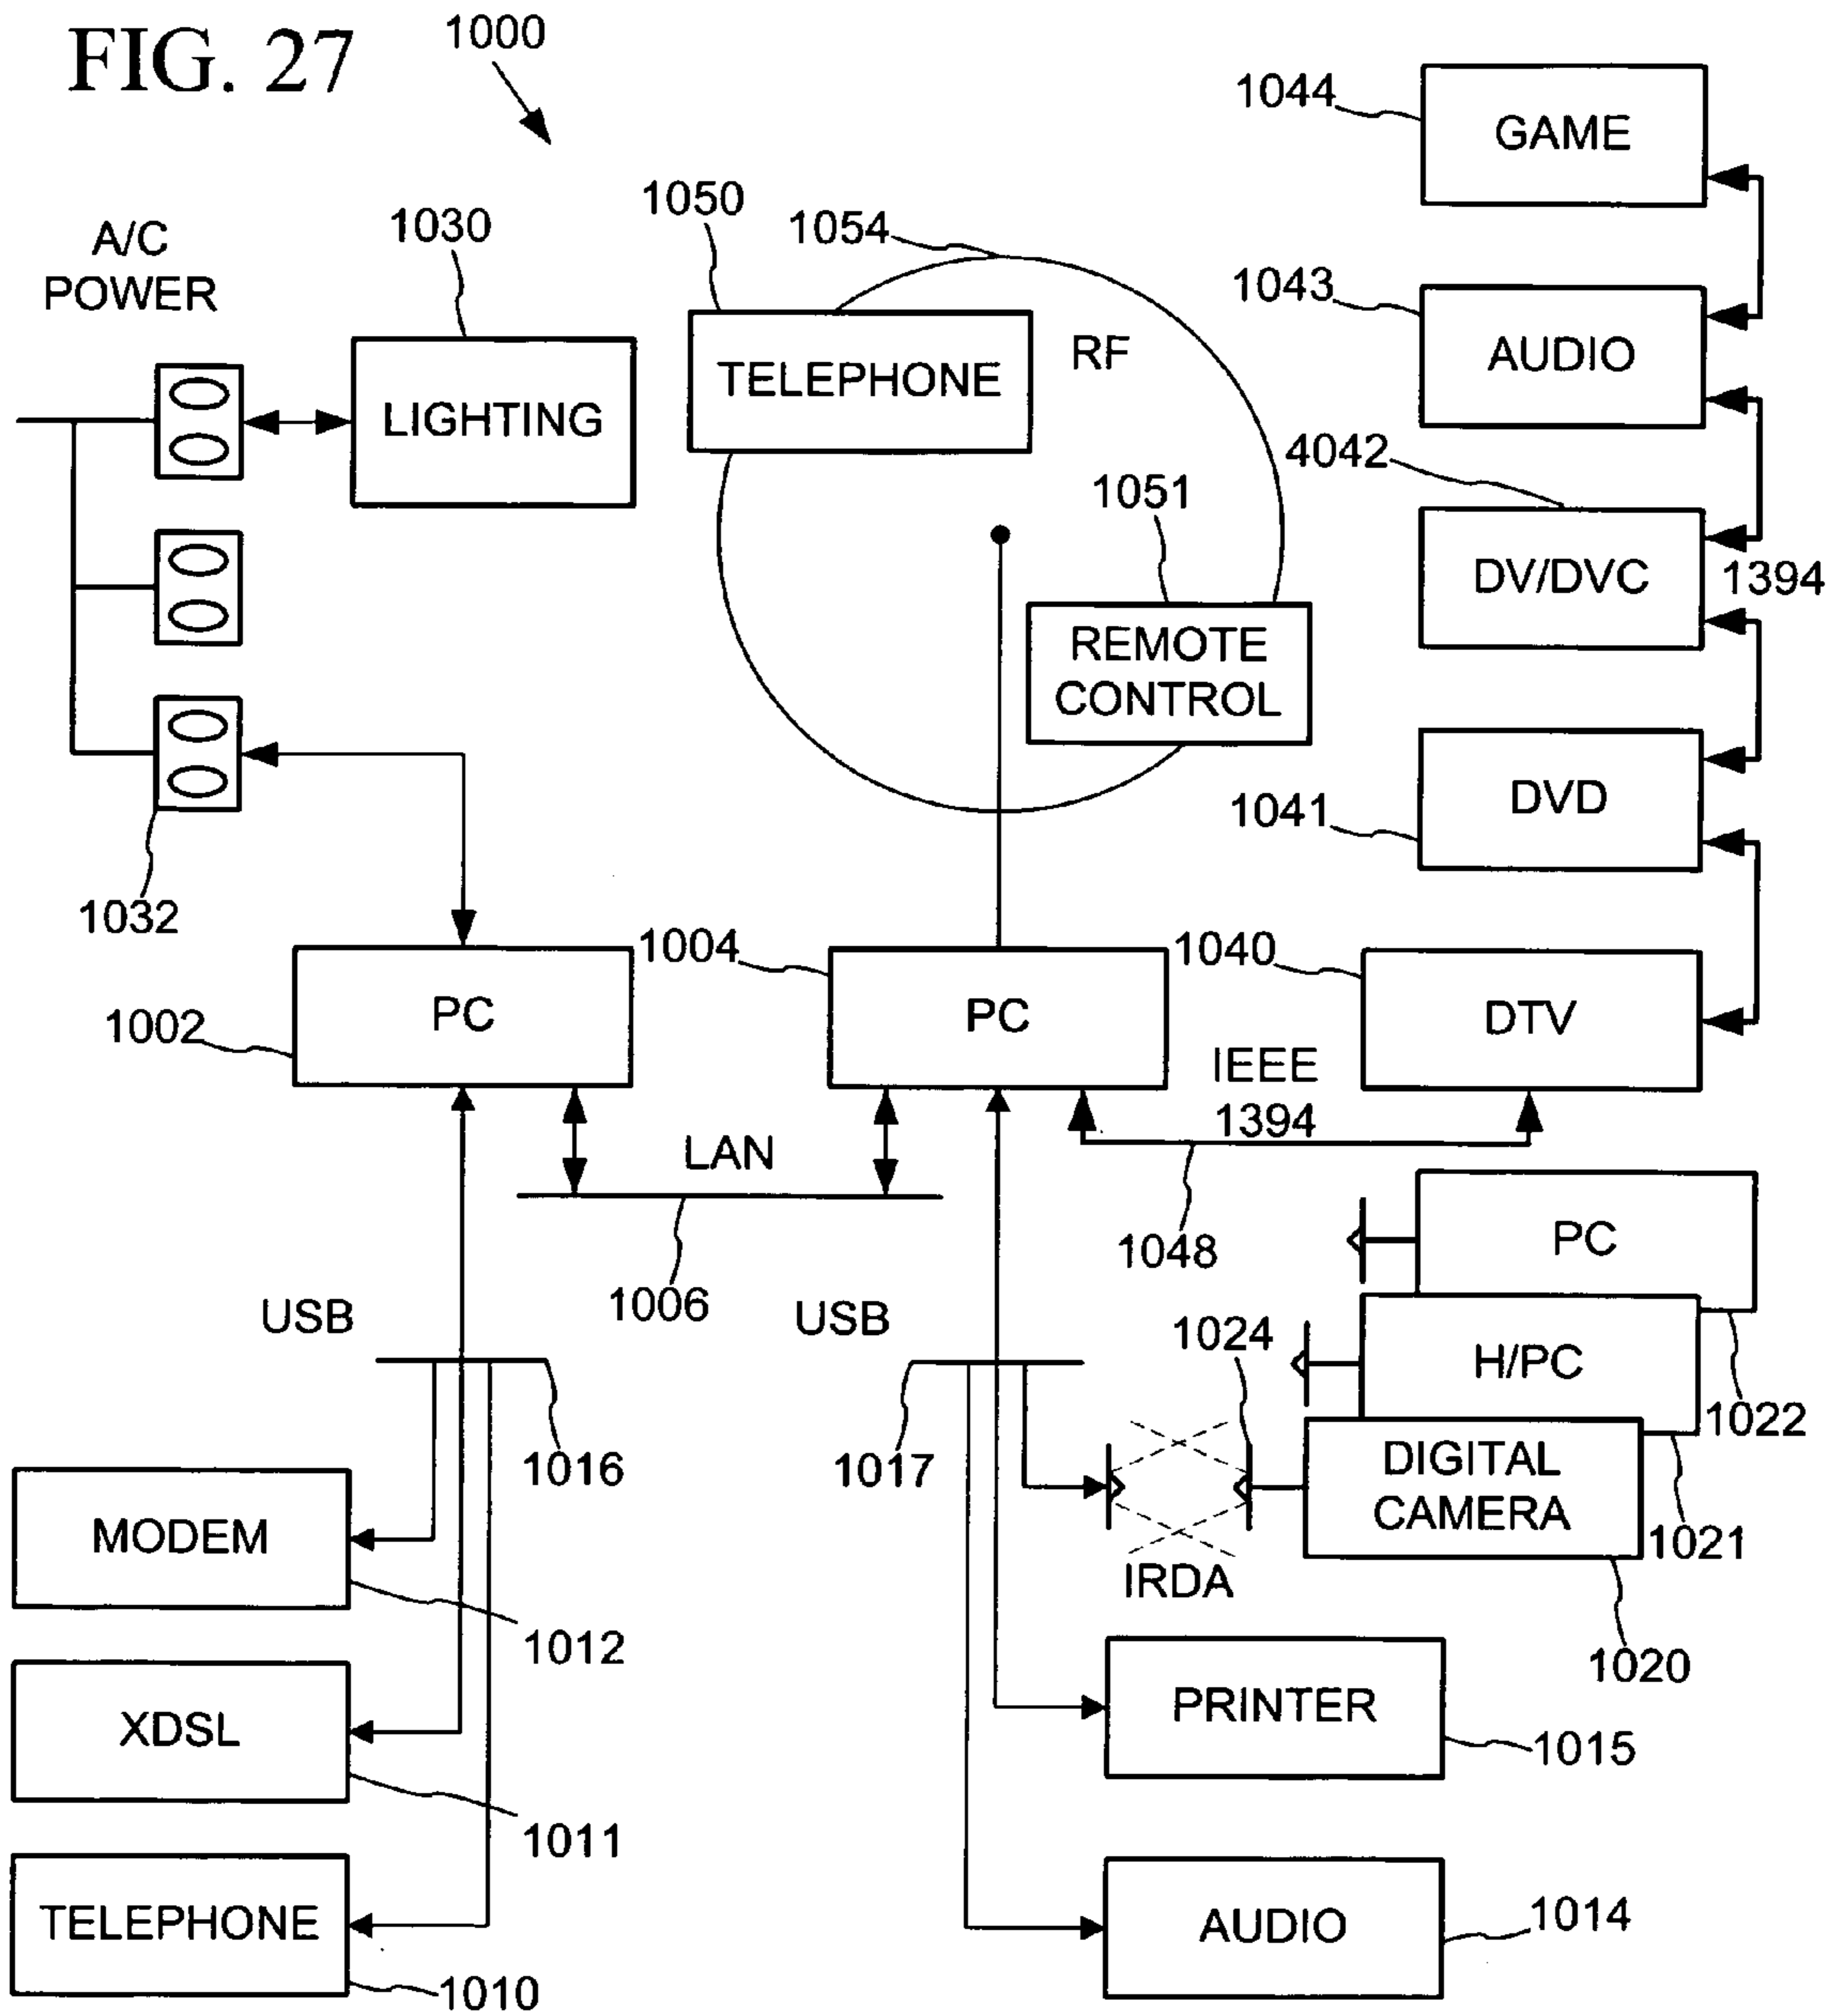 FIG. 27
1000
1044
GAME
1050
1054
A/C
POWER
1030
1043
AUDIO
RF
TELEPHONE
LIGHTING
4042
1051
DV/DVC
1394
REMOTE
CONTROL
DVD
1041
1032
1004
1040
PC
PC
DTV
1002
IEEE
1394
LAN
1048
PC
1006
USB
USB
1024
H/PC
1022
1016
1017
DIGITAL
CAMERA
MODEM
1021
IRDA
1012
1020
PRINTER
XDSL
1015
1011
TELEPHONE
AUDIO
1014
1010